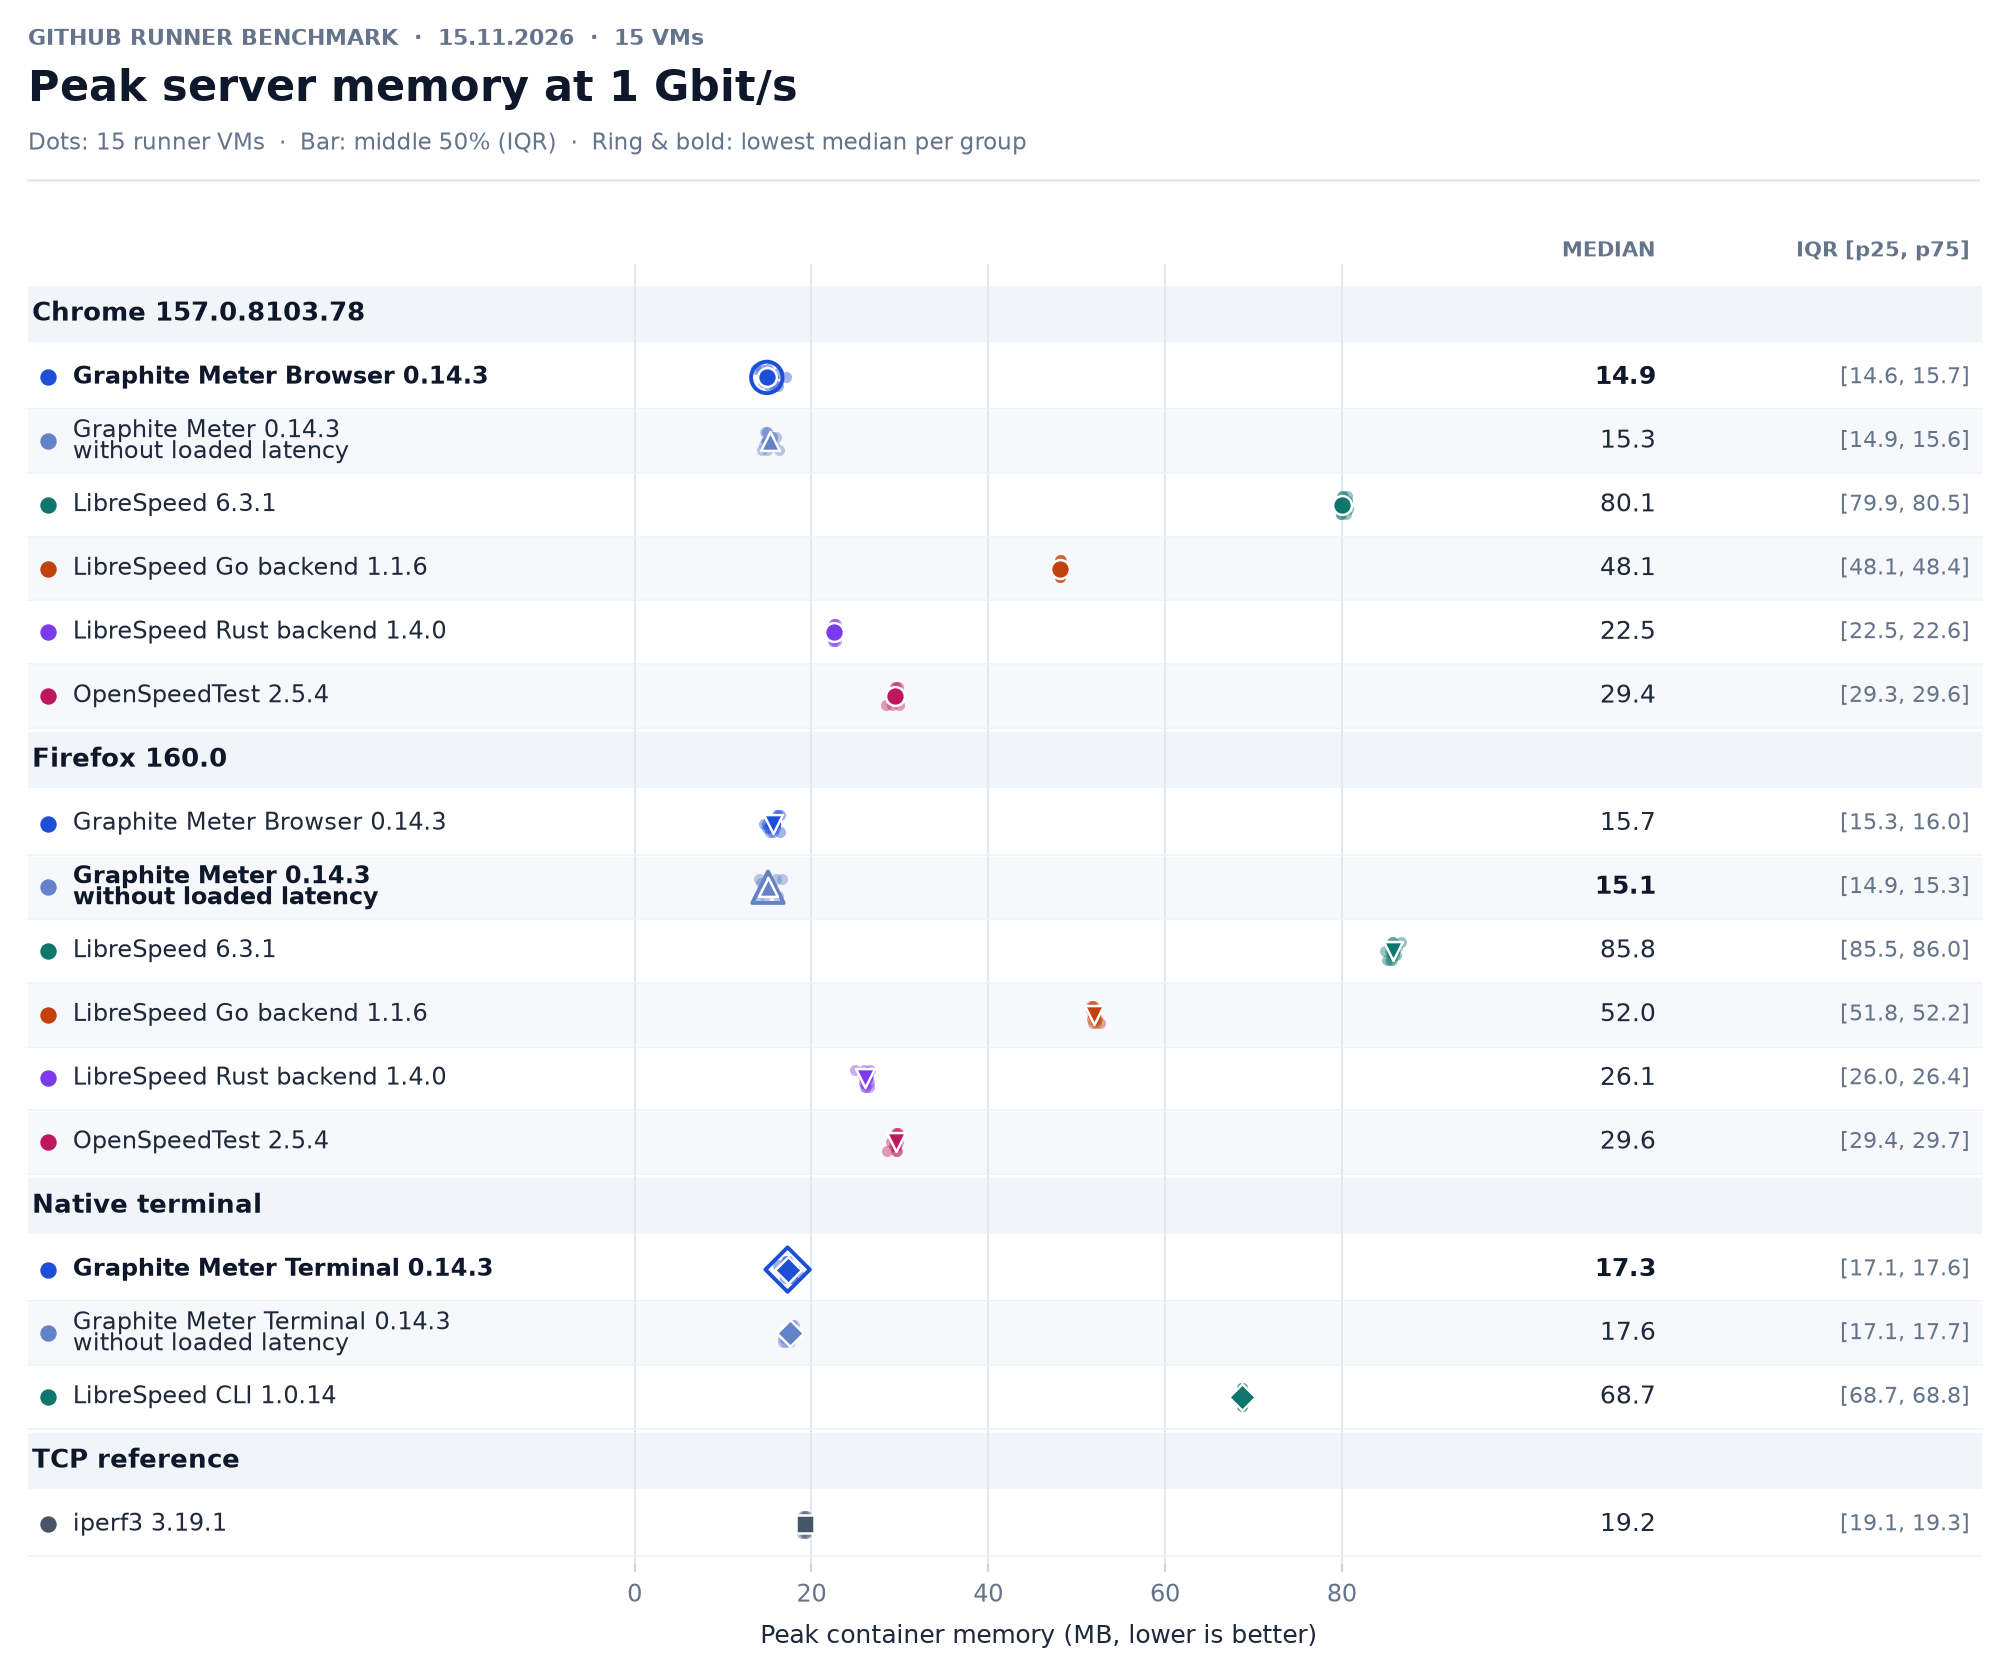 GITHUB RUNNER BENCHMARK · 15.11.2026 · 15 VMs
Peak server memory at 1 Gbit/s
Dots: 15 runner VMs · Bar: middle 50% (IQR) · Ring & bold: lowest median per group
MEDIAN IQR [p25, p75]
Chrome 157.0.8103.78
Graphite Meter Browser 0.14.3 14.9 [14.6, 15.7]
Graphite Meter 0.14.3
without loaded latency 15.3 [14.9, 15.6]
LibreSpeed 6.3.1 80.1 [79.9, 80.5]
LibreSpeed Go backend 1.1.6 48.1 [48.1, 48.4]
LibreSpeed Rust backend 1.4.0 22.5 [22.5, 22.6]
OpenSpeedTest 2.5.4 29.4 [29.3, 29.6]
Firefox 160.0
Graphite Meter Browser 0.14.3 15.7 [15.3, 16.0]
Graphite Meter 0.14.3
without loaded latency 15.1 [14.9, 15.3]
LibreSpeed 6.3.1 85.8 [85.5, 86.0]
LibreSpeed Go backend 1.1.6 52.0 [51.8, 52.2]
LibreSpeed Rust backend 1.4.0 26.1 [26.0, 26.4]
OpenSpeedTest 2.5.4 29.6 [29.4, 29.7]
Native terminal
Graphite Meter Terminal 0.14.3 17.3 [17.1, 17.6]
Graphite Meter Terminal 0.14.3
without loaded latency 17.6 [17.1, 17.7]
LibreSpeed CLI 1.0.14 68.7 [68.7, 68.8]
TCP reference
iperf3 3.19.1 19.2 [19.1, 19.3]
0 20 40 60 80
Peak container memory (MB, lower is better)